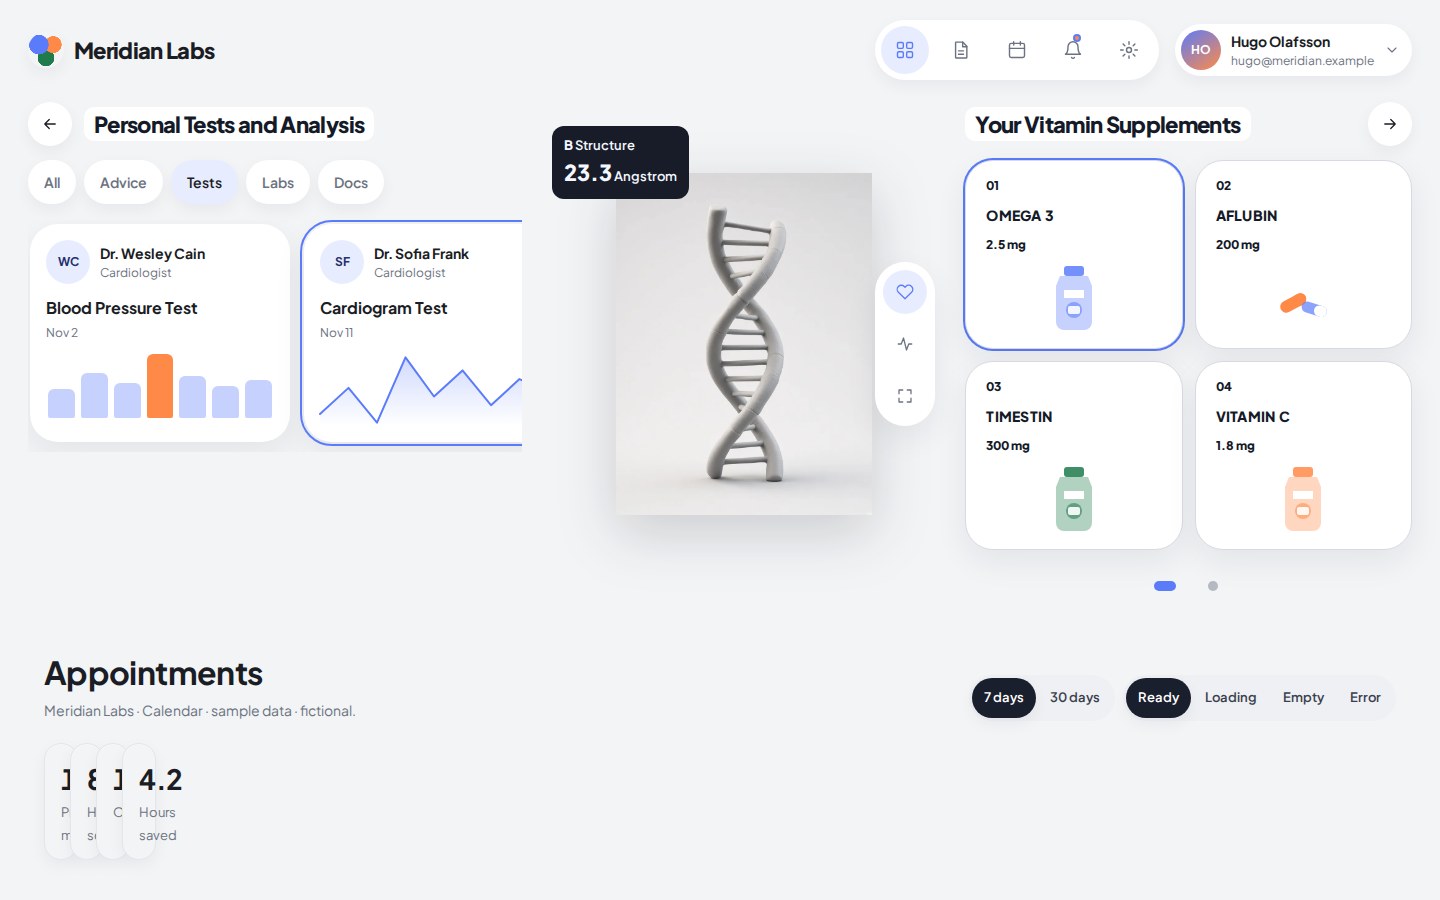 Meridian Labs
HO
Hugo Olafsson
hugo@meridian.example
Personal Tests and Analysis
All
Advice
Tests
Labs
Docs
WC
Dr. Wesley Cain
Cardiologist
Blood Pressure Test
Nov 2
SF
Dr. Sofia Frank
Cardiologist
Cardiogram Test
Nov 11
B Structure
23.3 Angstrom
Your Vitamin Supplements
01
OMEGA 3
2.5 mg
02
AFLUBIN
200 mg
03
TIMESTIN
300 mg
04
VITAMIN C
1.8 mg
Appointments
Meridian Labs · Calendar · sample data · fictional.
7 days
30 days
Ready
Loading
Empty
Error
4.2
Hours
saved